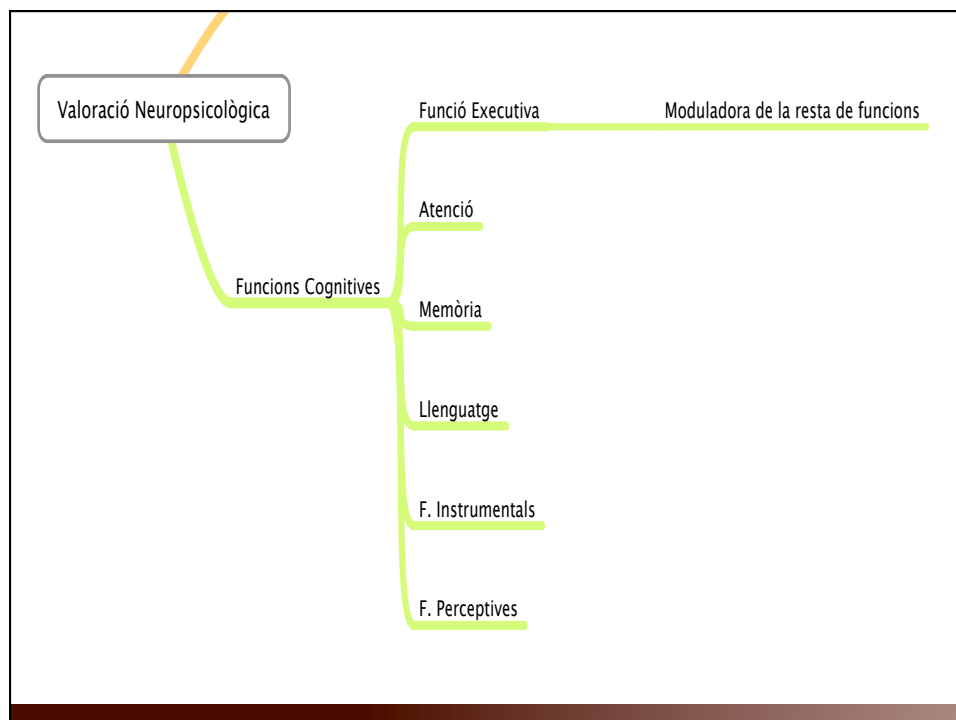 Valoració Neuropsicològica
Funció Executiva
Moduladora de la resta de funcions
Atenció
Funcions Cognitives
Memòria
Llenguatge
F. Instrumentals
F. Perceptives